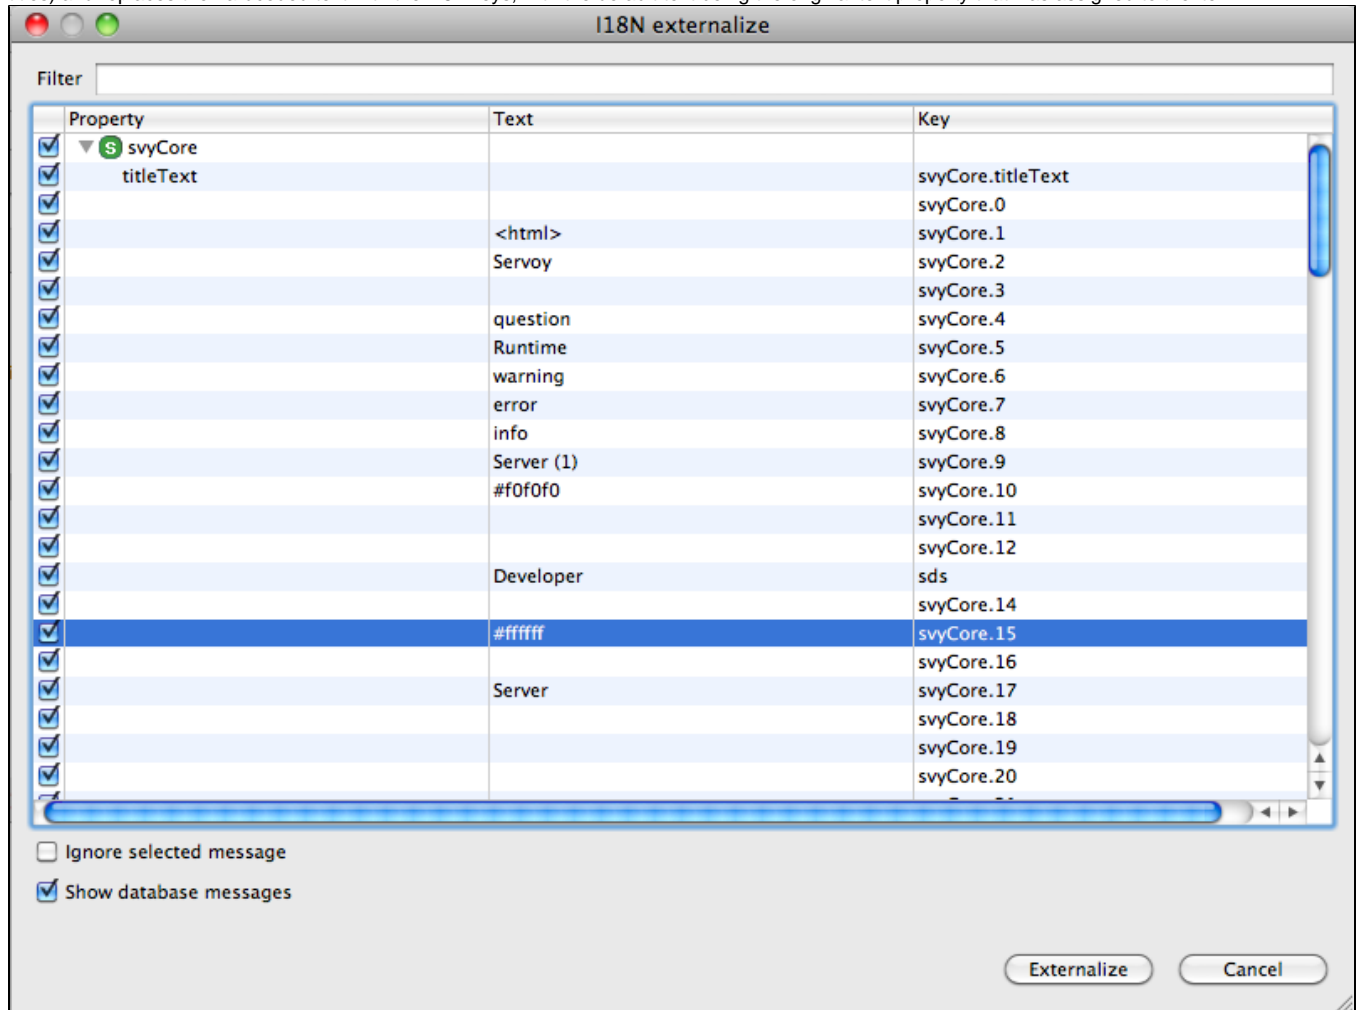 I18N externalize
Filter
Property Text Key
S svyCore
titleText svyCore.titleText
svyCore.0
<html> svyCore.1
Servoy svyCore.2
svyCore.3
question svyCore.4
Runtime svyCore.5
warning svyCore.6
error svyCore.7
info svyCore.8
Server (1) svyCore.9
#f0f0f0 svyCore.10
svyCore.11
svyCore.12
Developer sds
svyCore.14
#ffffff svyCore.15
svyCore.16
Server svyCore.17
svyCore.18
svyCore.19
svyCore.20
Ignore selected message
Show database messages
Externalize Cancel